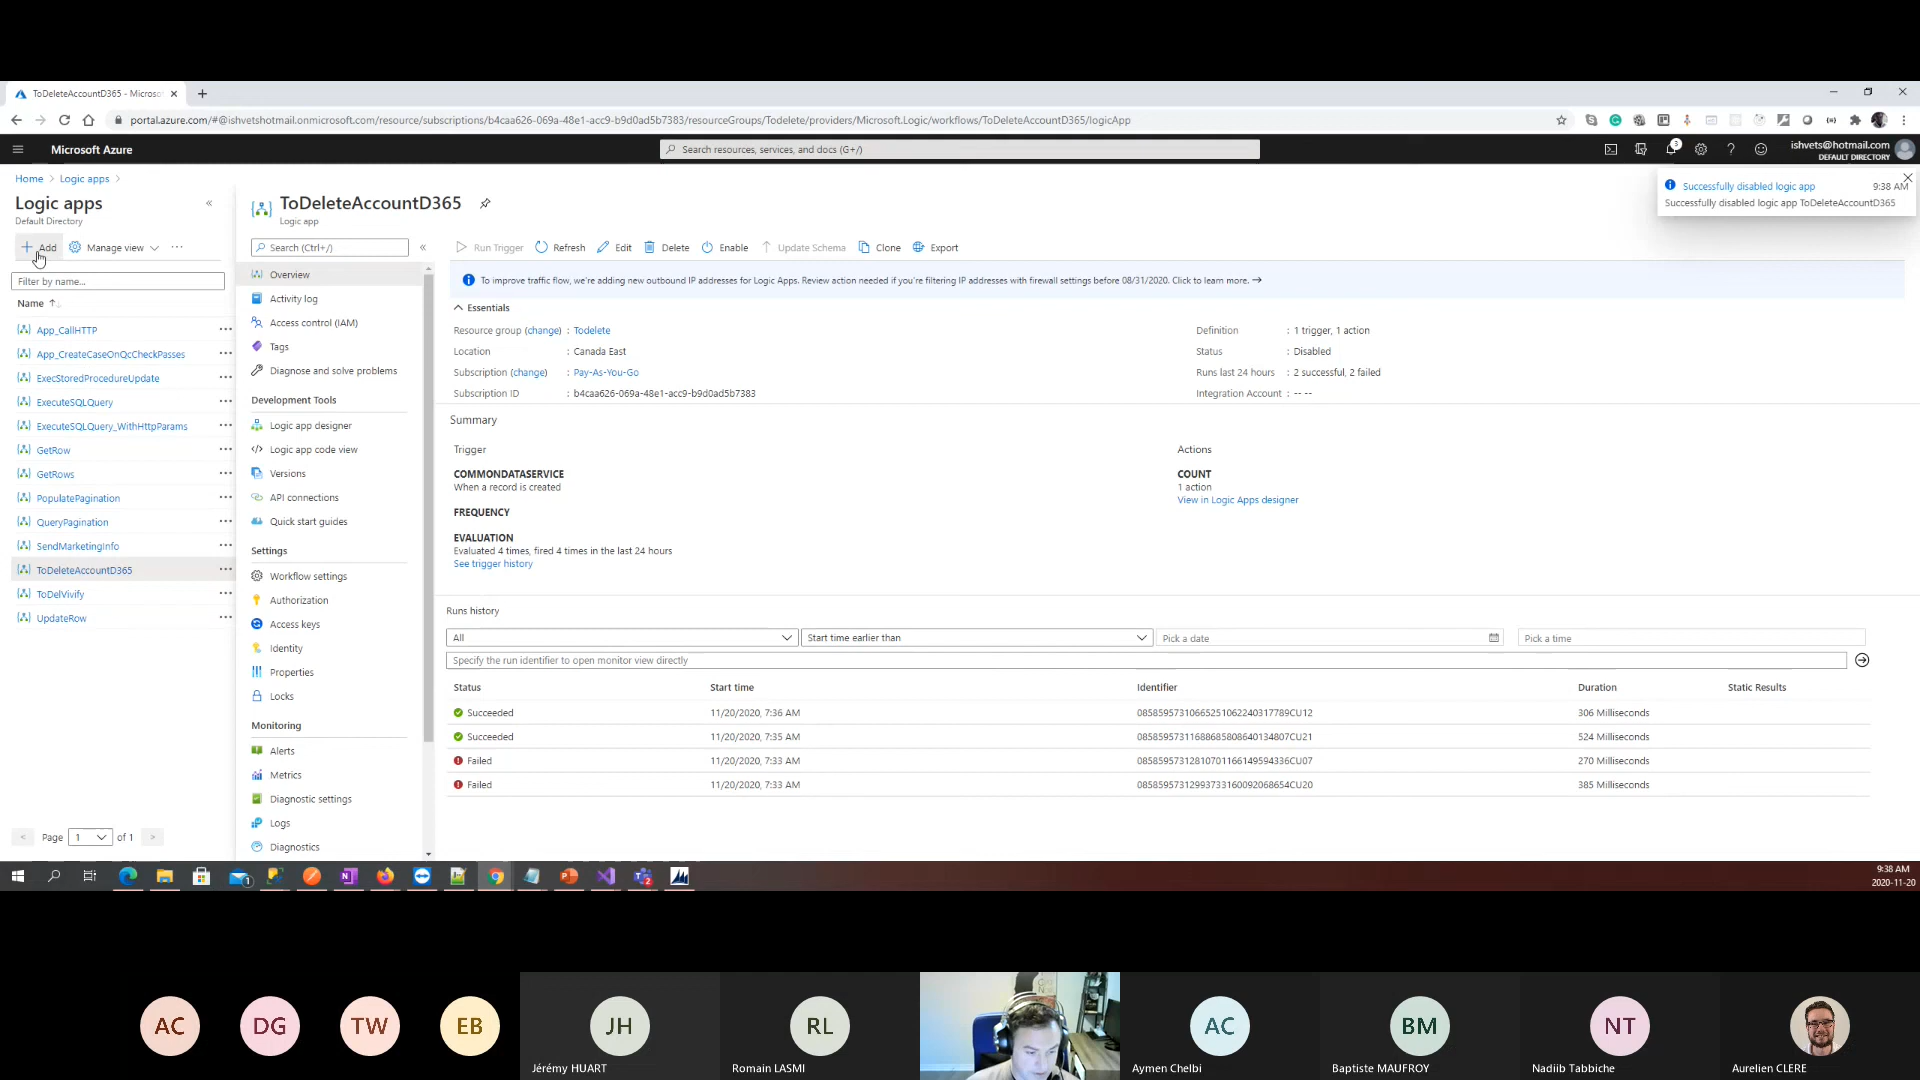 ToDeleteAccountD365 - Microso
portal.azure.com/#@ishvetshotmail.onmicrosoft.com/resource/subscriptions/b4caa626-069a-48e1-acc9-b9d0ad5b7383/resourceGroups/Todelete/providers/Microsoft.Logic/workflows/ToDeleteAccountD365/logicApp
Microsoft Azure
Search resources, services, and docs (G+/)
3
ishvets@hotmail.com
DEFAULT DIRECTORY
Home > Logic apps >
Successfully disabled logic app 9:38 AM
Successfully disabled logic app ToDeleteAccountD365
Logic apps
Default Directory
Add Manage view
Filter by name...
Name
App_CallHTTP
App_CreateCaseOnQcCheckPasses
ExecStoredProcedureUpdate
ExecuteSQLQuery
ExecuteSQLQuery_WithHttpParams
GetRow
GetRows
PopulatePagination
QueryPagination
SendMarketingInfo
ToDeleteAccountD365
ToDelVivify
UpdateRow
Page 1 of 1
ToDeleteAccountD365
Logic app
Search (Ctrl+/)
Overview
Activity log
Access control (IAM)
Tags
Diagnose and solve problems
Development Tools
Logic app designer
Logic app code view
Versions
API connections
Quick start guides
Settings
Workflow settings
Authorization
Access keys
Identity
Properties
Locks
Monitoring
Alerts
Metrics
Diagnostic settings
Logs
Diagnostics
Run Trigger Refresh Edit Delete Enable Update Schema Clone Export
To improve traffic flow, we're adding new outbound IP addresses for Logic Apps. Review action needed if you're filtering IP addresses with firewall settings before 08/31/2020. Click to learn more.
Essentials
Resource group (change) : Todelete
Location : Canada East
Subscription (change) : Pay-As-You-Go
Subscription ID : b4caa626-069a-48e1-acc9-b9d0ad5b7383
Definition : 1 trigger, 1 action
Status : Disabled
Runs last 24 hours : 2 successful, 2 failed
Integration Account : -- --
Summary
Trigger
COMMONDATASERVICE
When a record is created
FREQUENCY
EVALUATION
Evaluated 4 times, fired 4 times in the last 24 hours
See trigger history
Actions
COUNT
1 action
View in Logic Apps designer
Runs history
All Start time earlier than Pick a date Pick a time
Specify the run identifier to open monitor view directly
Status Start time Identifier Duration Static Results
Succeeded 11/20/2020, 7:36 AM 08585957310665251062240317789CU12 306 Milliseconds
Succeeded 11/20/2020, 7:35 AM 08585957311688685808640134807CU21 524 Milliseconds
Failed 11/20/2020, 7:33 AM 08585957312810701166149594336CU07 270 Milliseconds
Failed 11/20/2020, 7:33 AM 08585957312993733160092068654CU20 385 Milliseconds
9:38 AM
2020-11-20
AC DG TW EB JH RL AC BM NT
Jérémy HUART Romain LASMI Aymen Chelbi Baptiste MAUFROY Nadiib Tabbiche Aurelien CLERE